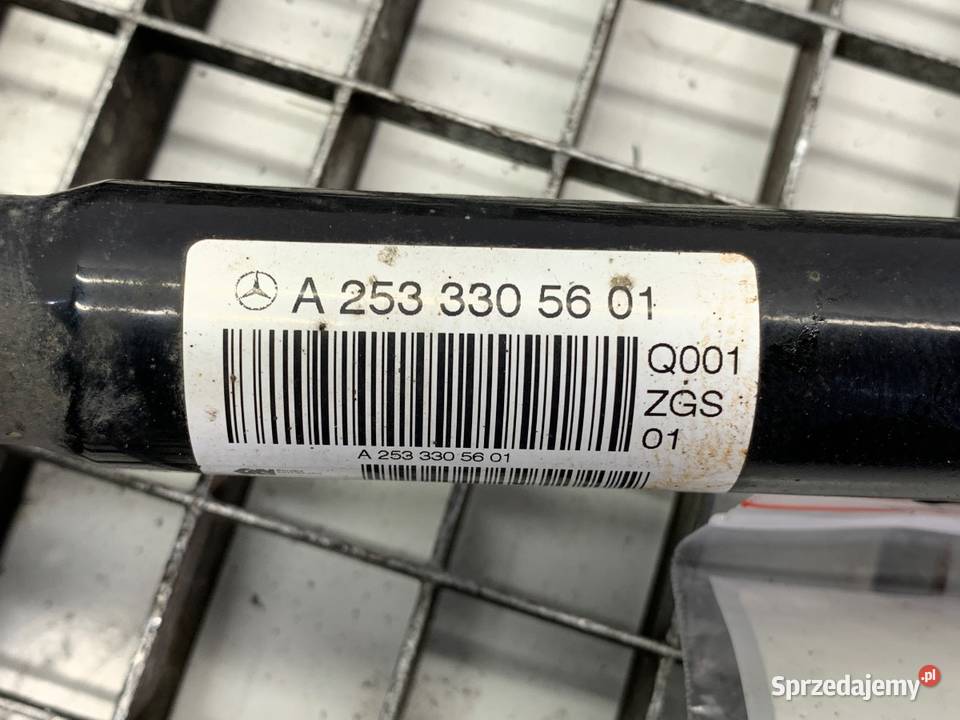 A 253 330 56 01
Q001
ZGS
01
A 253 330 56 01
Sprzedajemy.pl